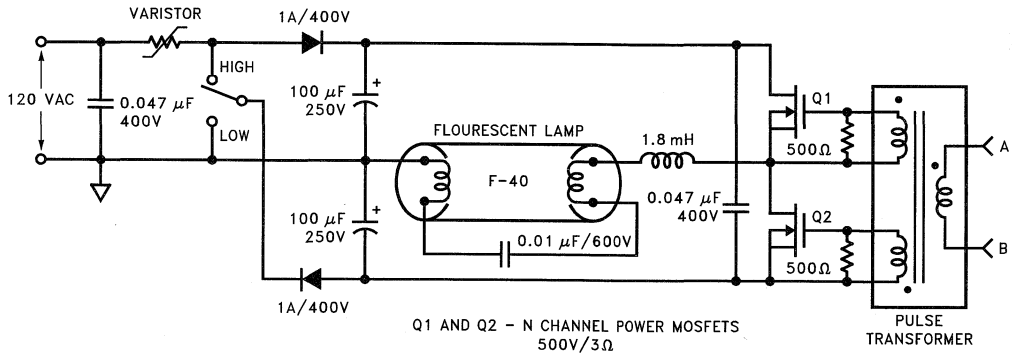 VARISTOR
1A/400V
HIGH
120 VAC
0.047 μF
400V
LOW
100 μF
250V
+
FLOURESCENT LAMP
F-40
1.8mH
Q1
500Ω
A
100 μF
250V
+
0.01 μF/600V
0.047 μF
400V
Q2
500Ω
B
1A/400V
Q1 AND Q2 - N CHANNEL POWER MOSFETS
500V/3Ω
PULSE
TRANSFORMER